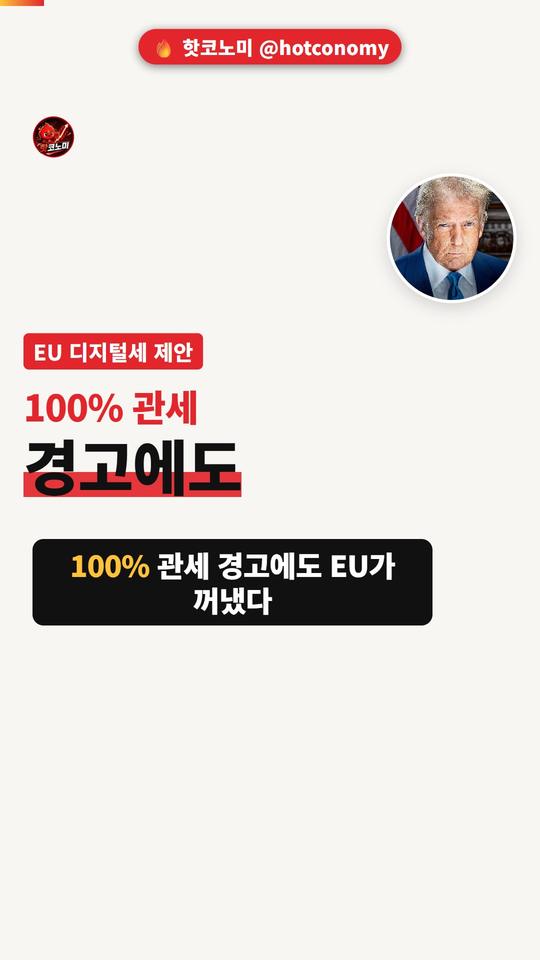 🔥 핫코노미 @hotconomy
핫코노미
EU 디지털세 제안
100% 관세
경고에도
100% 관세 경고에도 EU가
꺼냈다